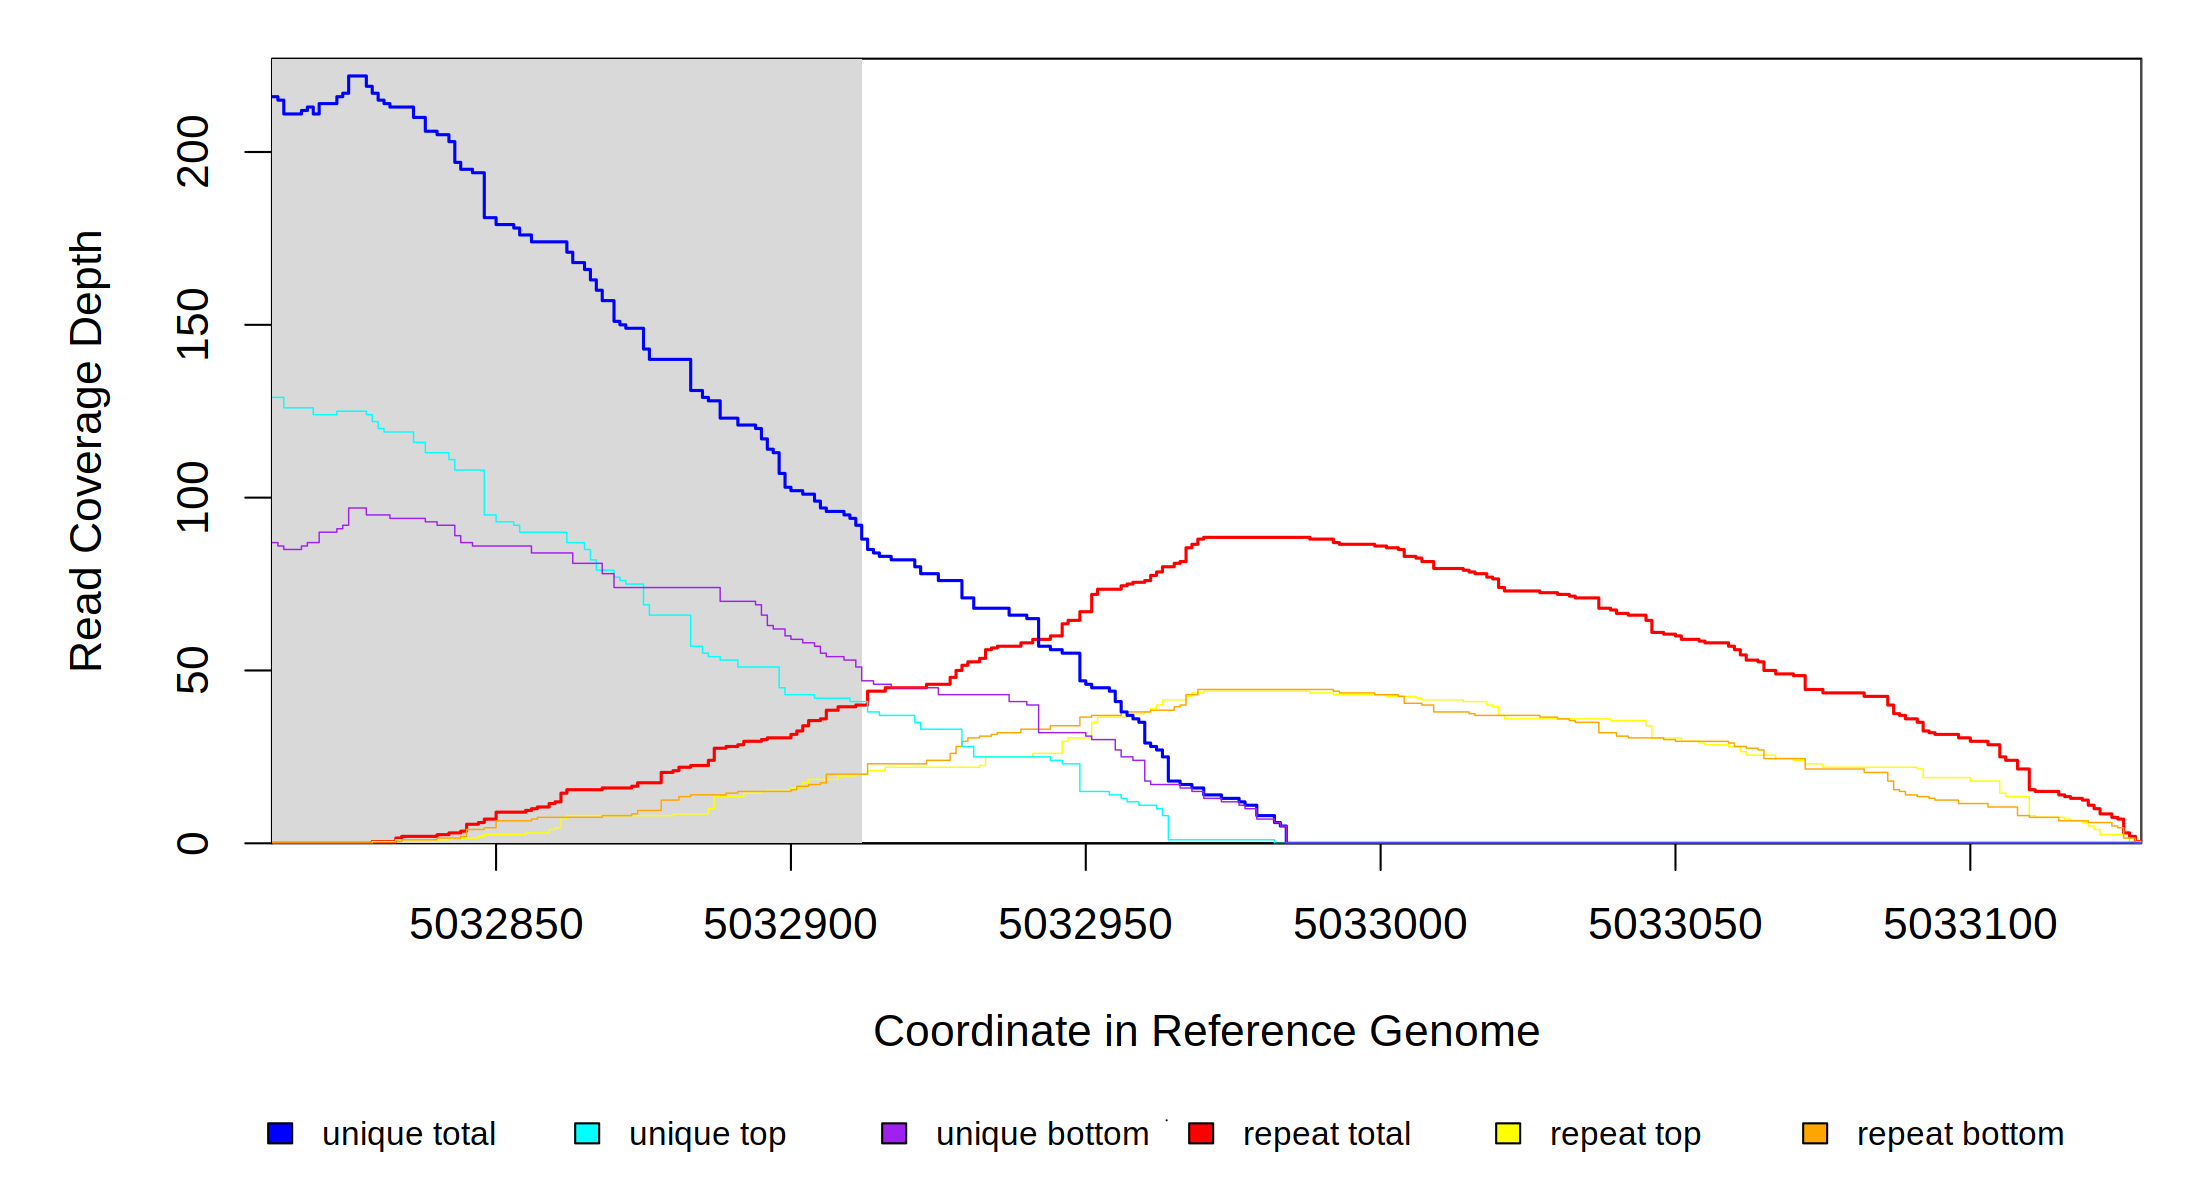 Read Coverage Depth
200
150
100
50
0
5032850 5032900 5032950 5033000 5033050 5033100
Coordinate in Reference Genome
unique total unique top unique bottom repeat total repeat top repeat bottom